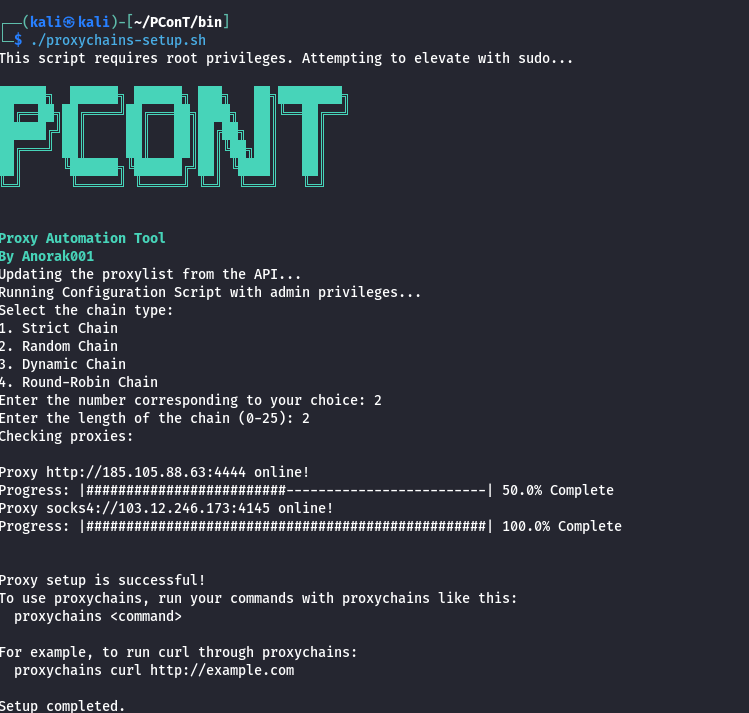 ┌──(kali㉿kali)-[~/PConT/bin]
└─$ ./proxychains-setup.sh
This script requires root privileges. Attempting to elevate with sudo...
PCONT
Proxy Automation Tool
By Anorak001
Updating the proxylist from the API...
Running Configuration Script with admin privileges...
Select the chain type:
1. Strict Chain
2. Random Chain
3. Dynamic Chain
4. Round-Robin Chain
Enter the number corresponding to your choice: 2
Enter the length of the chain (0-25): 2
Checking proxies:
Proxy http://185.105.88.63:4444 online!
Progress: |#########################-------------------------| 50.0% Complete
Proxy socks4://103.12.246.173:4145 online!
Progress: |##################################################| 100.0% Complete
Proxy setup is successful!
To use proxychains, run your commands with proxychains like this:
  proxychains <command>
For example, to run curl through proxychains:
  proxychains curl http://example.com
Setup completed.